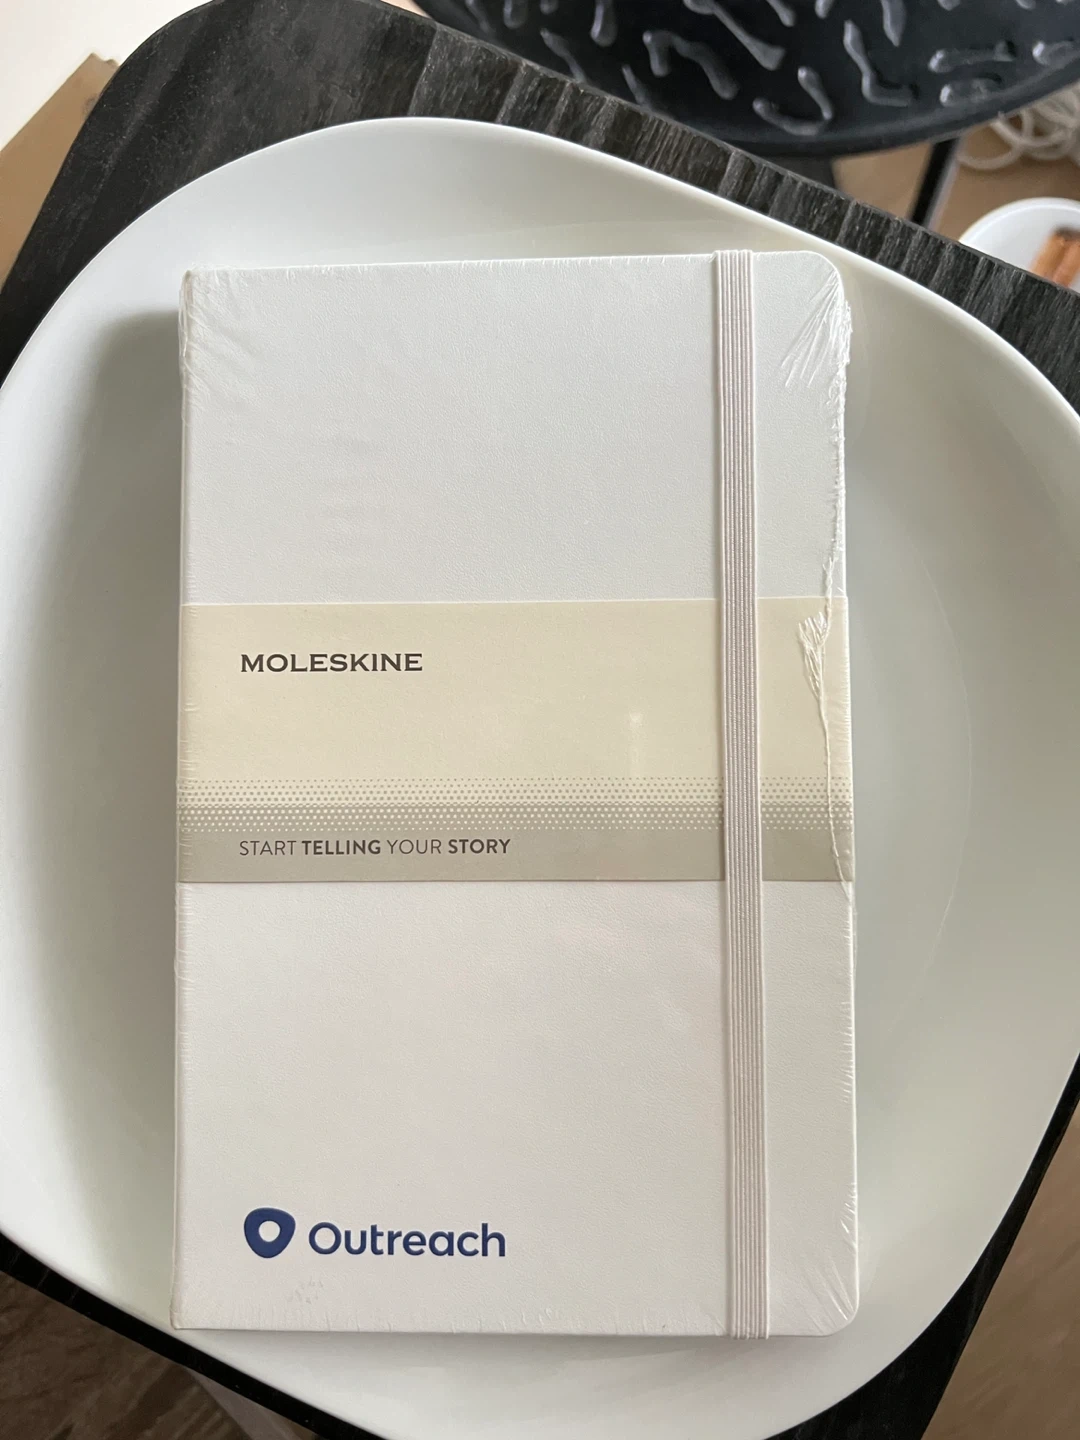 MOLESKINE
START TELLING YOUR STORY
Outreach